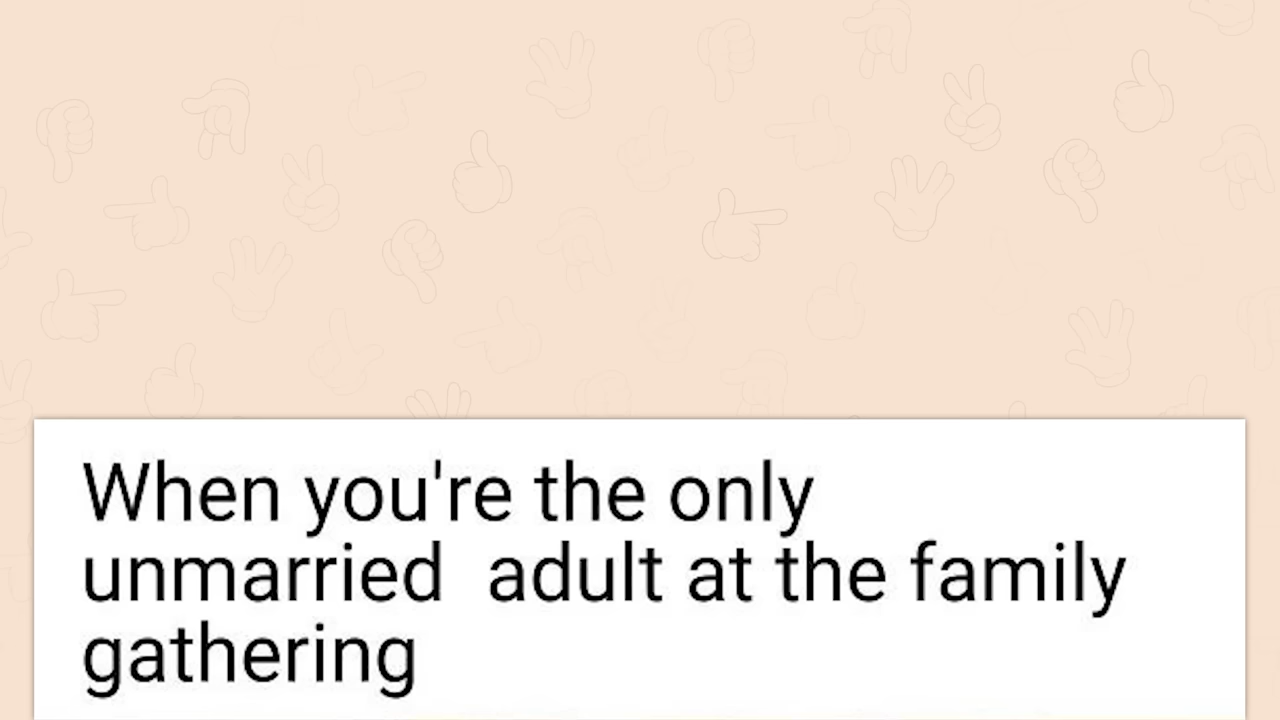 When you're the only
unmarried  adult at the family
gathering